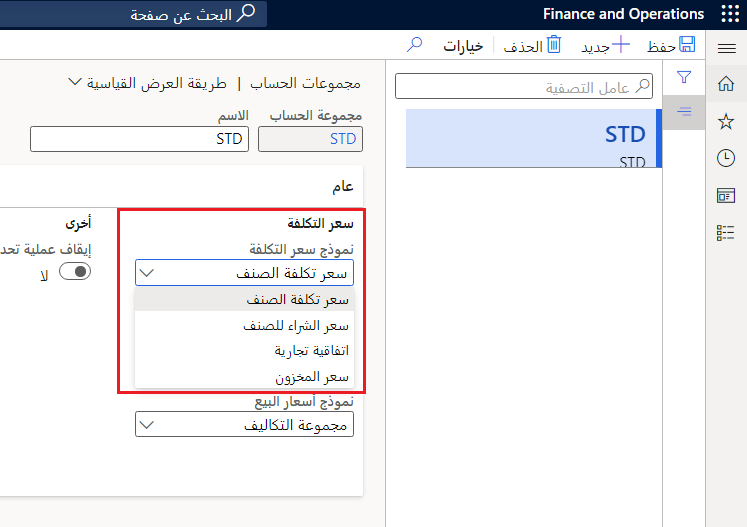 Finance and Operations
البحث عن صفحة
حفظ
جديد
الحذف
خيارات
عامل التصفية
STD
STD
مجموعات الحساب | طريقة العرض القياسية
مجموعة الحساب
STD
الاسم
STD
عام
سعر التكلفة
نموذج سعر التكلفة
سعر تكلفة الصنف
سعر تكلفة الصنف
سعر الشراء للصنف
اتفاقية تجارية
سعر المخزون
نموذج أسعار البيع
مجموعة التكاليف
أخرى
إيقاف عملية تحد
لا